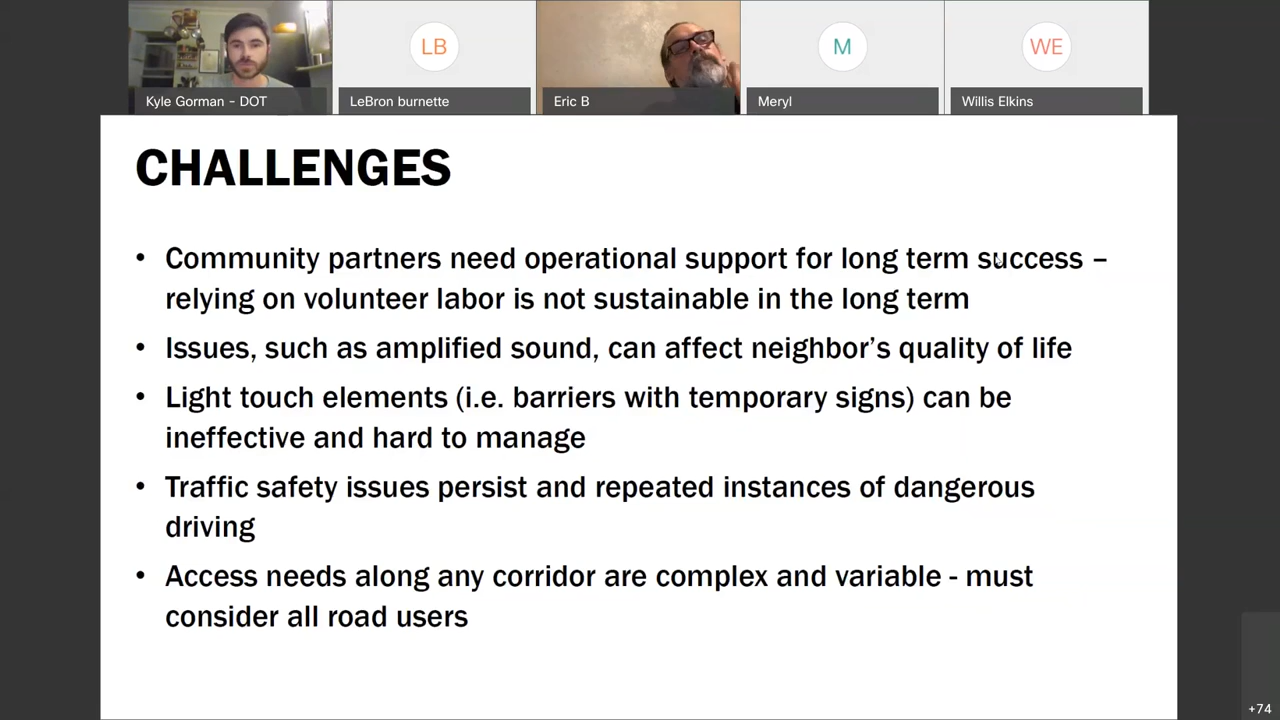 LB
M
WE
Kyle Gorman - DOT
LeBron burnette
Eric B
Meryl
Willis Elkins
CHALLENGES
• Community partners need operational support for long term success –
relying on volunteer labor is not sustainable in the long term
• Issues, such as amplified sound, can affect neighbor's quality of life
• Light touch elements (i.e. barriers with temporary signs) can be
ineffective and hard to manage
• Traffic safety issues persist and repeated instances of dangerous
driving
• Access needs along any corridor are complex and variable - must
consider all road users
+74